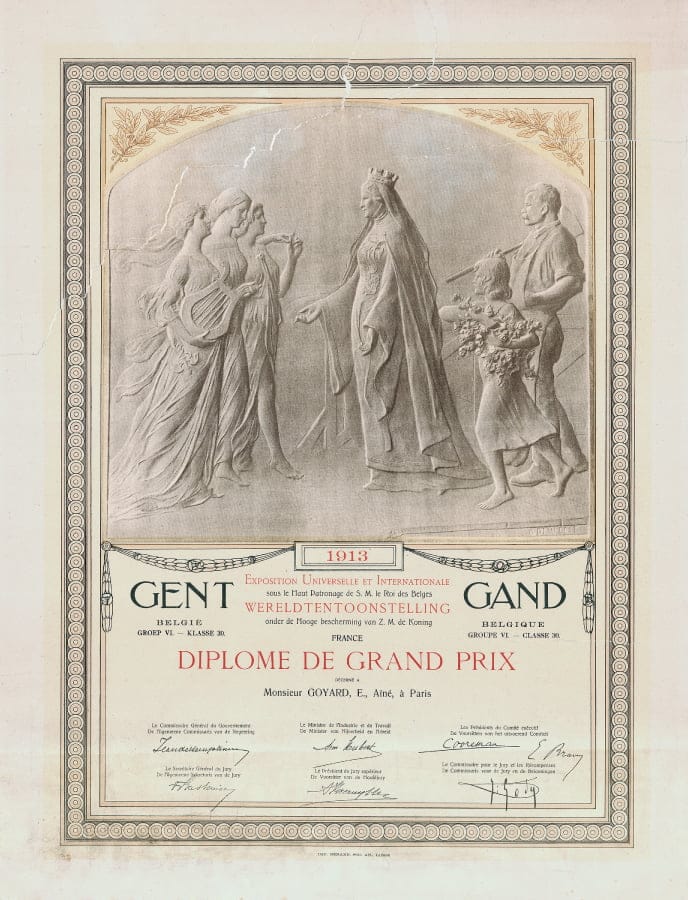 1913
GENT
BELGIË
GROEP VI. — KLASSE 30.
EXPOSITION UNIVERSELLE ET INTERNATIONALE
sous le Haut Patronage de S. M. le Roi des Belges
WERELDTENTOONSTELLING
onder de Hooge bescherming van Z. M. de Koning
GAND
BELGIQUE
GROUPE VI. — CLASSE 30.
FRANCE
DIPLOME DE GRAND PRIX
DÉCERNÉ A
Monsieur GOYARD, E., Aîné, à Paris
Le Commissaire Général du Gouvernement
De Algemeene Commissaris van de Regeering
Le Ministre de l'Industrie et du Travail
De Minister van Nijverheid en Arbeid
Les Présidents du Comité exécutif
De Voorzitters van het uitvoerend Comiteit
Cooreman
E. Braun
Le Secrétaire Général du Jury
De Algemeene Secretaris van de Jury
Le Président du Jury supérieur
De Voorzitter van de Hoofdjury
Le Commissaire pour le Jury et les Récompenses
De Commissaris voor de Jury en de Belooningen